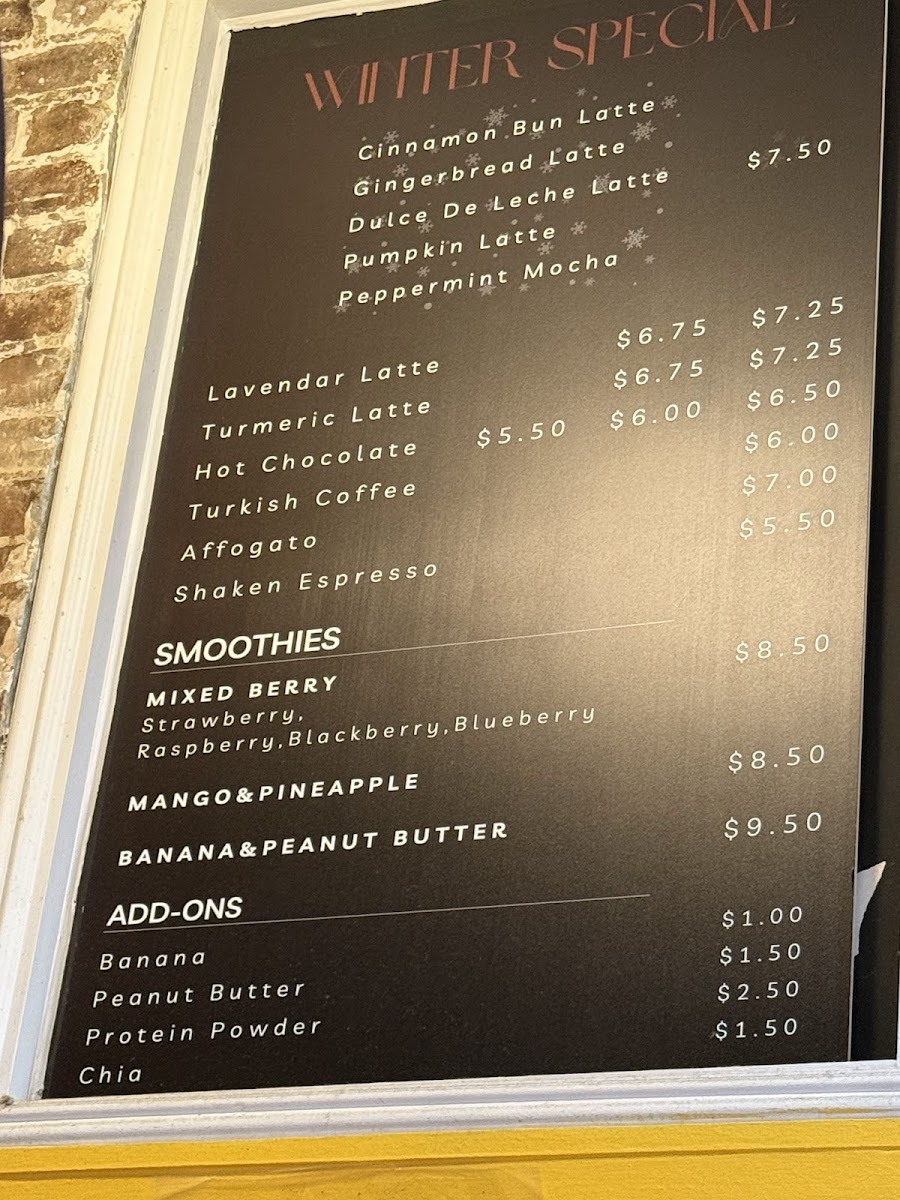 WINTER SPECIAL
Cinnamon Bun Latte
Gingerbread Latte
Dulce De Leche Latte $7.50
Pumpkin Latte
Peppermint Mocha
Lavendar Latte $6.75 $7.25
Turmeric Latte $6.75 $7.25
Hot Chocolate $5.50 $6.00 $6.50
Turkish Coffee $6.00
Affogato $7.00
Shaken Espresso $5.50
SMOOTHIES
MIXED BERRY $8.50
Strawberry,
Raspberry,Blackberry,Blueberry
MANGO&PINEAPPLE $8.50
BANANA&PEANUT BUTTER $9.50
ADD-ONS
Banana $1.00
Peanut Butter $1.50
Protein Powder $2.50
Chia $1.50